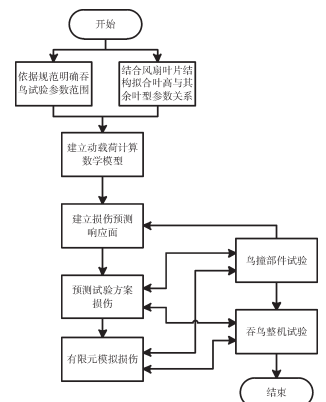 开始
依据规范明确吞
鸟试验参数范围
结合风扇叶片结
构拟合叶高与其
余叶型参数关系
建立动载荷计算
数学模型
建立损伤预测
响应面
鸟撞部件试验
预测试验方案
损伤
吞鸟整机试验
有限元模拟损伤
结束